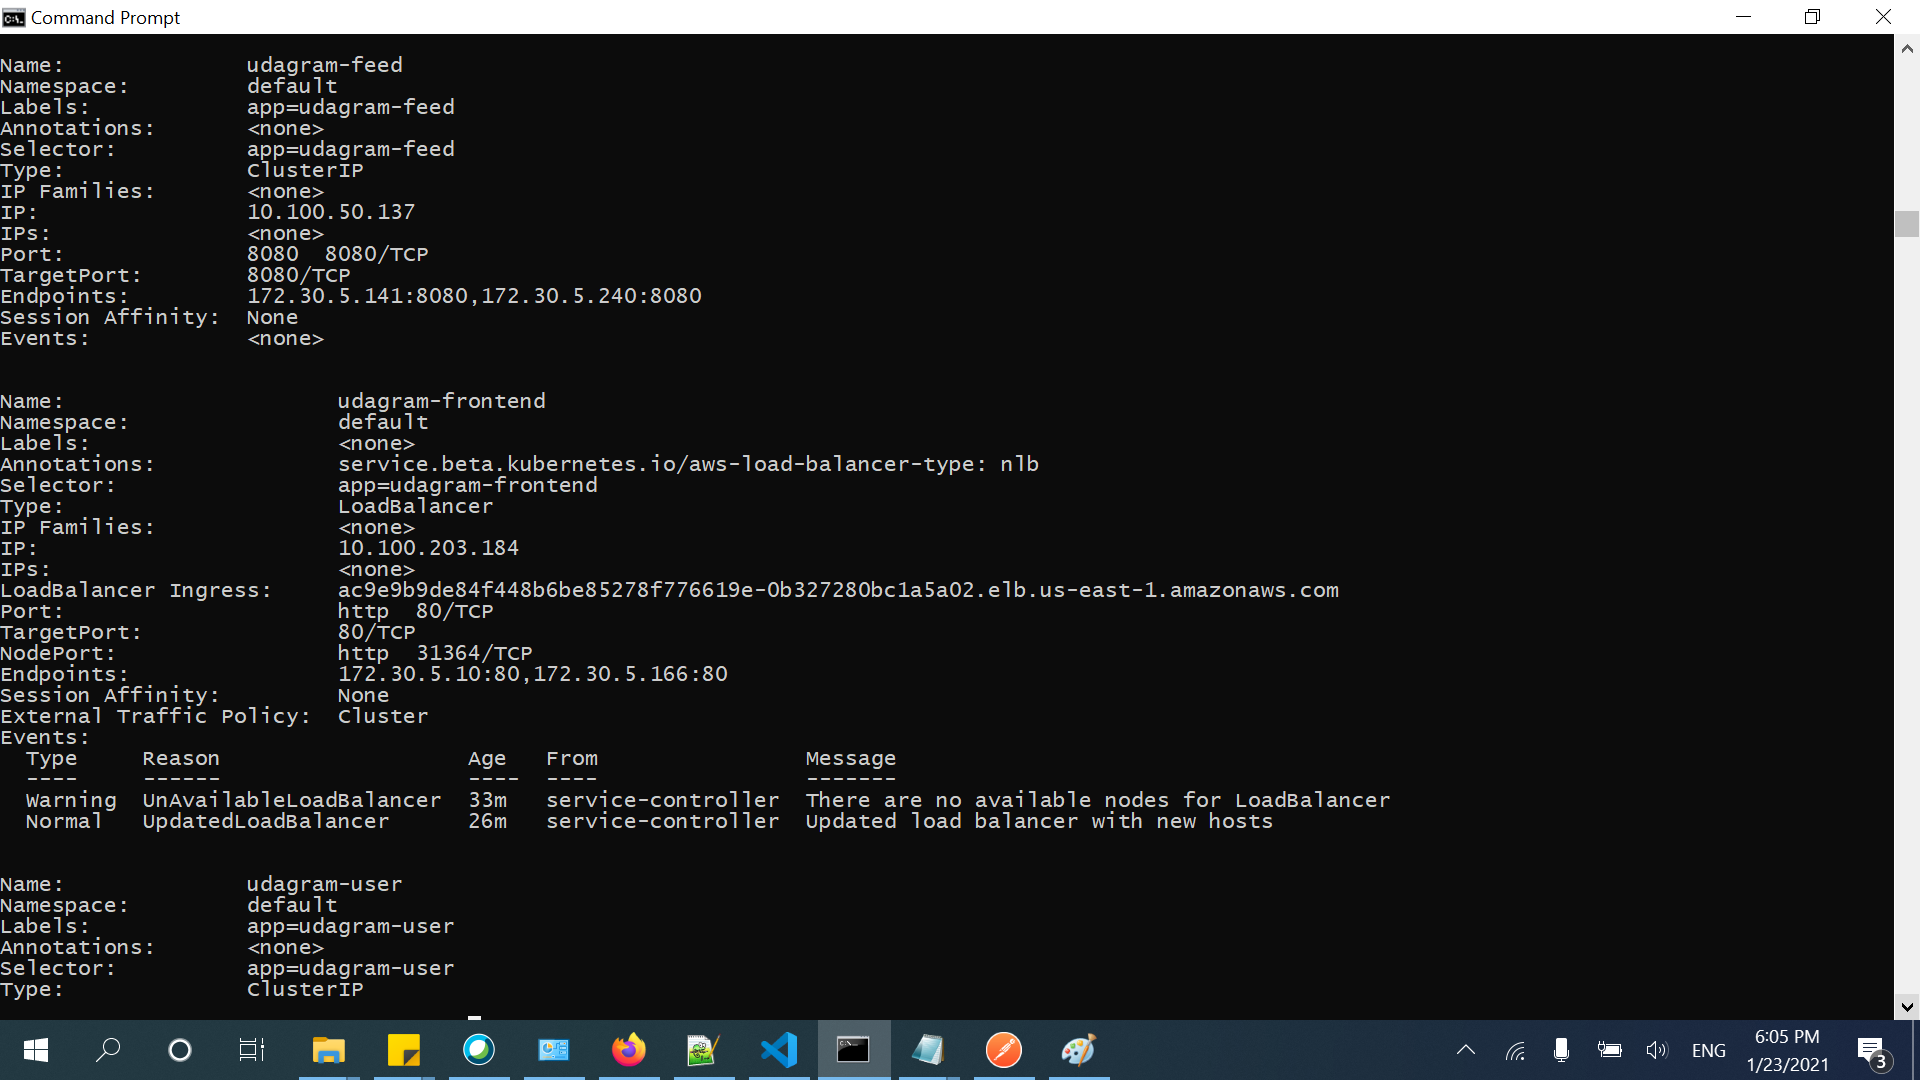 Command Prompt
Name:              udagram-feed
Namespace:         default
Labels:            app=udagram-feed
Annotations:       <none>
Selector:          app=udagram-feed
Type:              ClusterIP
IP Families:       <none>
IP:                10.100.50.137
IPs:               <none>
Port:              8080  8080/TCP
TargetPort:        8080/TCP
Endpoints:         172.30.5.141:8080,172.30.5.240:8080
Session Affinity:  None
Events:            <none>
Name:                     udagram-frontend
Namespace:                default
Labels:                   <none>
Annotations:              service.beta.kubernetes.io/aws-load-balancer-type: nlb
Selector:                 app=udagram-frontend
Type:                     LoadBalancer
IP Families:              <none>
IP:                       10.100.203.184
IPs:                      <none>
LoadBalancer Ingress:     ac9e9b9de84f448b6be85278f776619e-0b327280bc1a5a02.elb.us-east-1.amazonaws.com
Port:                     http  80/TCP
TargetPort:               80/TCP
NodePort:                 http  31364/TCP
Endpoints:                172.30.5.10:80,172.30.5.166:80
Session Affinity:         None
External Traffic Policy:  Cluster
Events:
  Type     Reason                   Age   From                Message
  ----     ------                   ----  ----                -------
  Warning  UnAvailableLoadBalancer  33m   service-controller  There are no available nodes for LoadBalancer
  Normal   UpdatedLoadBalancer      26m   service-controller  Updated load balancer with new hosts
Name:              udagram-user
Namespace:         default
Labels:            app=udagram-user
Annotations:       <none>
Selector:          app=udagram-user
Type:              ClusterIP
ENG
6:05 PM
1/23/2021
3